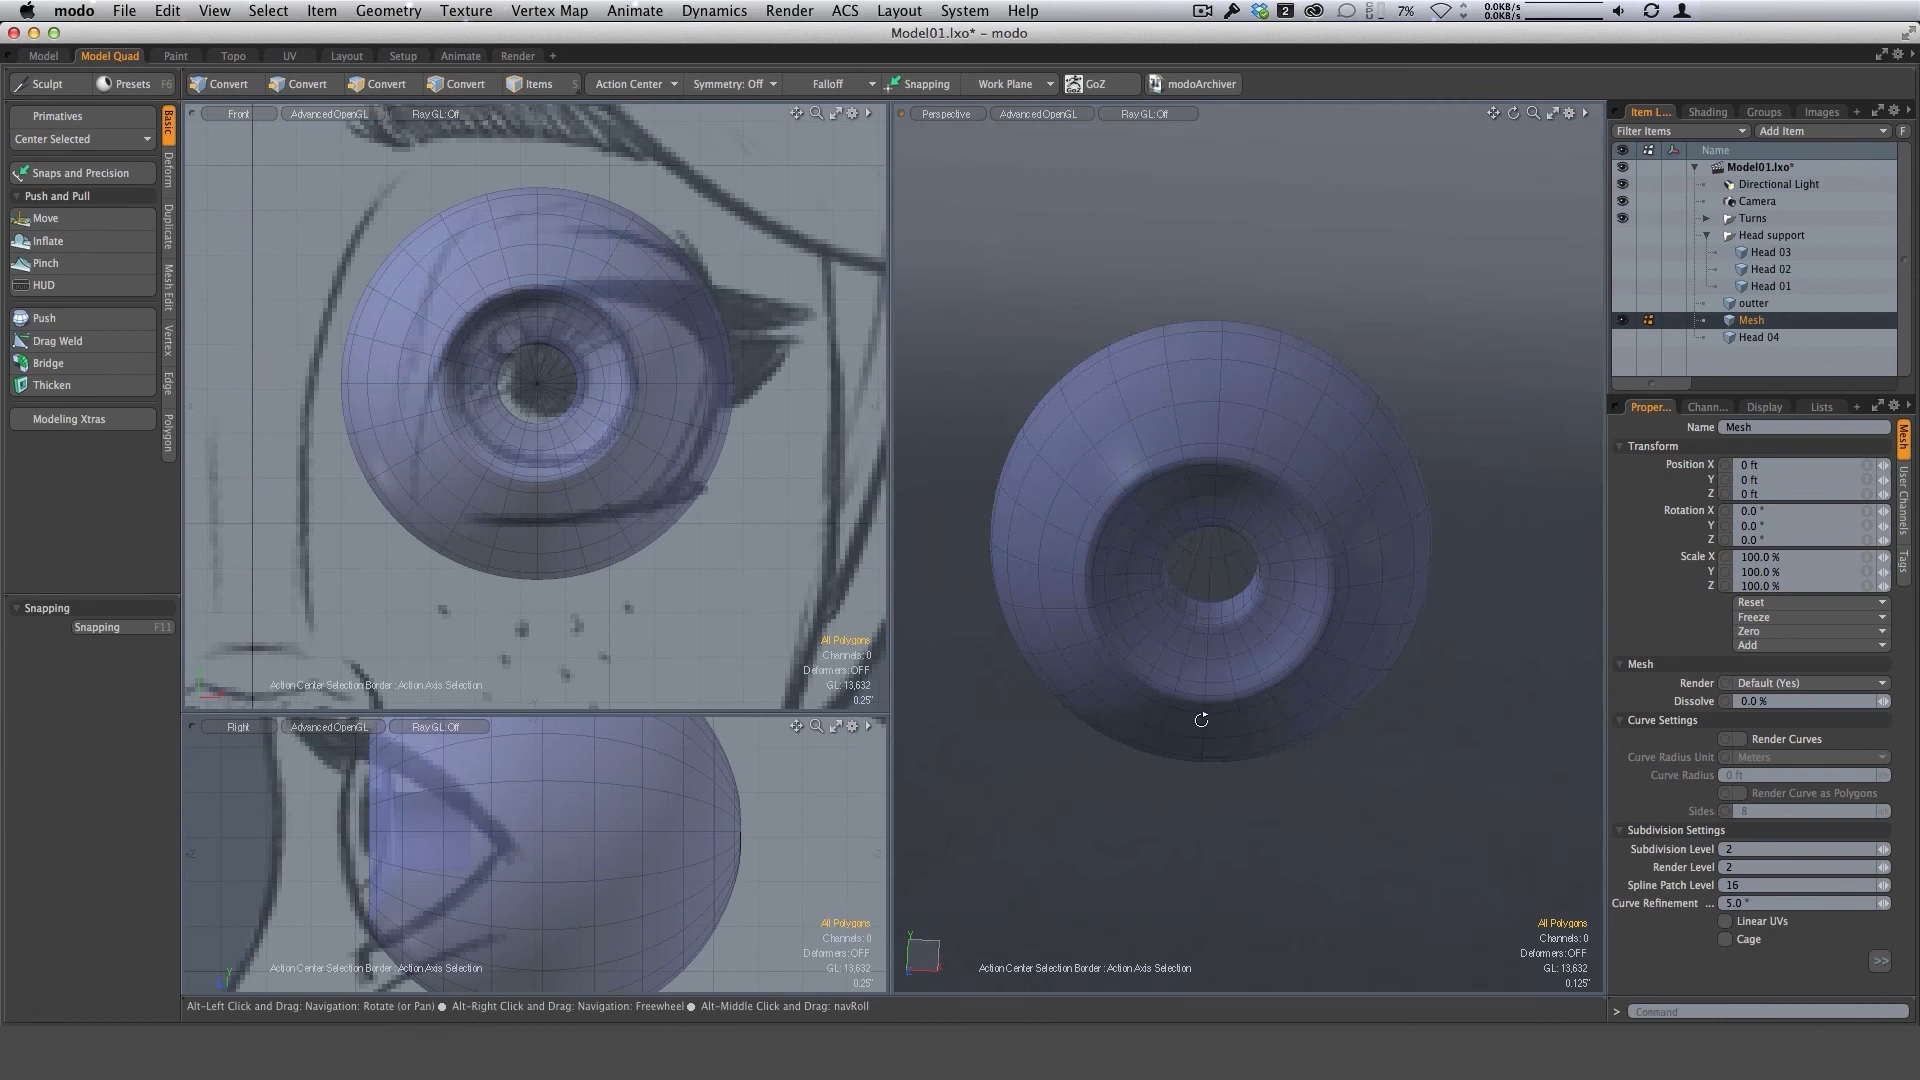 modo File Edit View Select Item Geometry Texture Vertex Map Animate Dynamics Render ACS Layout System Help 2 7% 0.0KB/s 0.0KB/s
Model01.lxo* – modo
Model Model Quad Paint Topo UV Layout Setup Animate Render +
Sculpt Presets F6 Convert Convert Convert Convert Items 5 Action Center Symmetry: Off Falloff Snapping Work Plane GoZ modoArchiver
Primitives
Center Selected
Snaps and Precision
Push and Pull
Move
Inflate
Pinch
HUD
Push
Drag Weld
Bridge
Thicken
Modeling Xtras
Basic
Deform
Duplicate
Mesh Edit
Vertex
Edge
Polygon
Snapping
Snapping F11
Front Advanced OpenGL Ray GL: Off
All Polygons
Channels: 0
Deformers: OFF
GL: 13,632
0.25"
Action Center Selection Border : Action Axis Selection
Right Advanced OpenGL Ray GL: Off
All Polygons
Channels: 0
Deformers: OFF
GL: 13,632
0.25"
Action Center Selection Border : Action Axis Selection
Perspective Advanced OpenGL Ray GL: Off
All Polygons
Channels: 0
Deformers: OFF
GL: 13,632
0.125"
Action Center Selection Border : Action Axis Selection
Alt-Left Click and Drag: Navigation: Rotate (or Pan) ● Alt-Right Click and Drag: Navigation: Freewheel ● Alt-Middle Click and Drag: navRoll
Item L... Shading Groups Images +
Filter Items Add Item F
Name
Model01.lxo*
Directional Light
Camera
Turns
Head support
Head 03
Head 02
Head 01
outter
Mesh
Head 04
Proper... Chann... Display Lists +
Name Mesh
Transform
Position X 0 ft
Y 0 ft
Z 0 ft
Rotation X 0.0 °
Y 0.0 °
Z 0.0 °
Scale X 100.0 %
Y 100.0 %
Z 100.0 %
Reset
Freeze
Zero
Add
Mesh
Render Default (Yes)
Dissolve 0.0 %
Curve Settings
Render Curves
Curve Radius Unit Meters
Curve Radius 0 ft
Render Curve as Polygons
Sides 8
Subdivision Settings
Subdivision Level 2
Render Level 2
Spline Patch Level 16
Curve Refinement ... 5.0 °
Linear UVs
Cage
>>
Mesh
User Channels
Tags
> Command